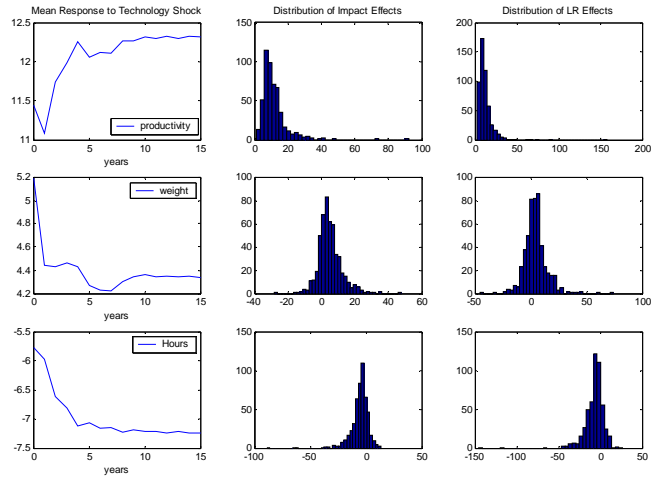 Mean Response to Technology Shock
Distribution of Impact Effects
Distribution of LR Effects
12.5
12
11.5
11
0 5 10 15
years
productivity
150
100
50
0
0 20 40 60 80 100
200
150
100
50
0
0 50 100 150 200
5.2
5
4.8
4.6
4.4
4.2
0 5 10 15
years
weight
100
80
60
40
20
0
-40 -20 0 20 40 60
100
80
60
40
20
0
-50 0 50 100
-5.5
-6
-6.5
-7
-7.5
0 5 10 15
years
Hours
150
100
50
0
-100 -50 0 50
150
100
50
0
-150 -100 -50 0 50